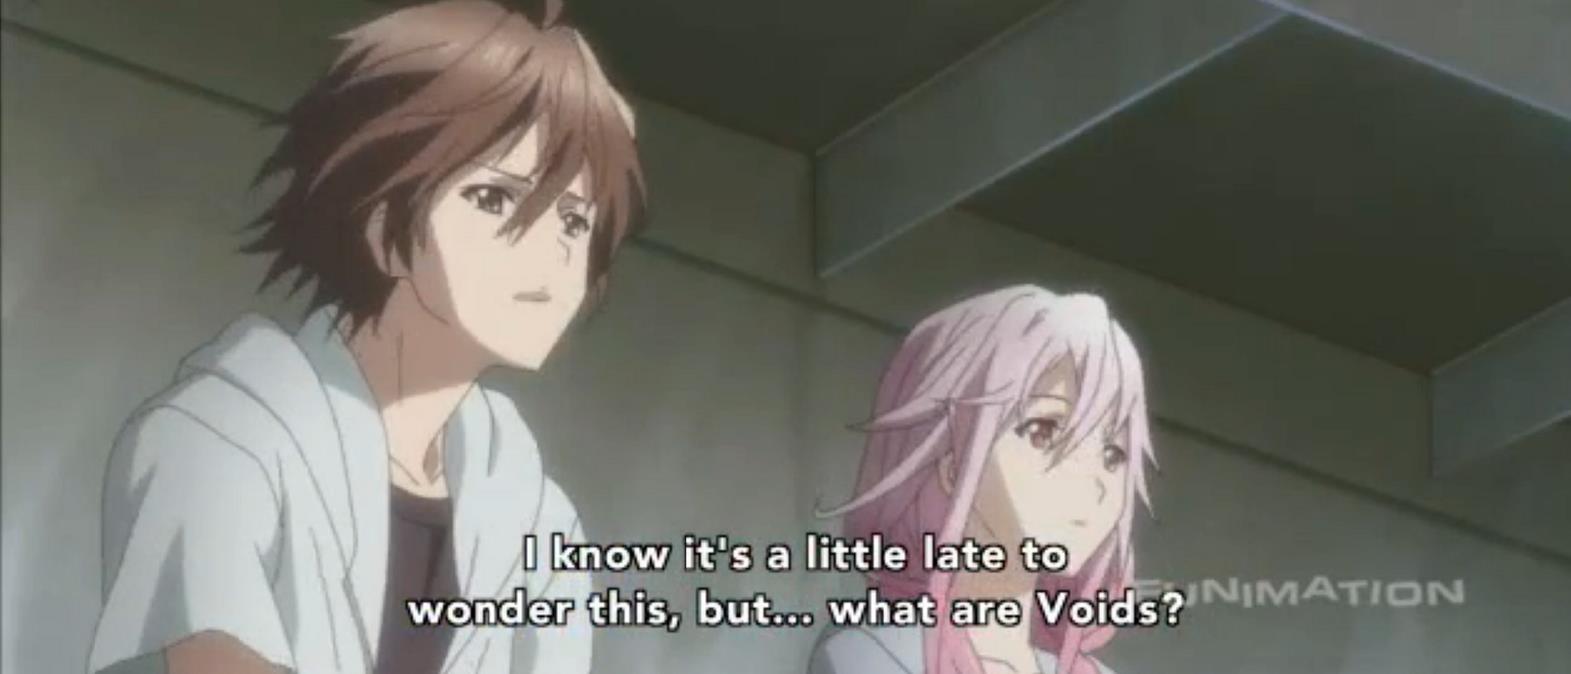 I know it's a little late to
wonder this, but... what are Voids?
FUNIMATION